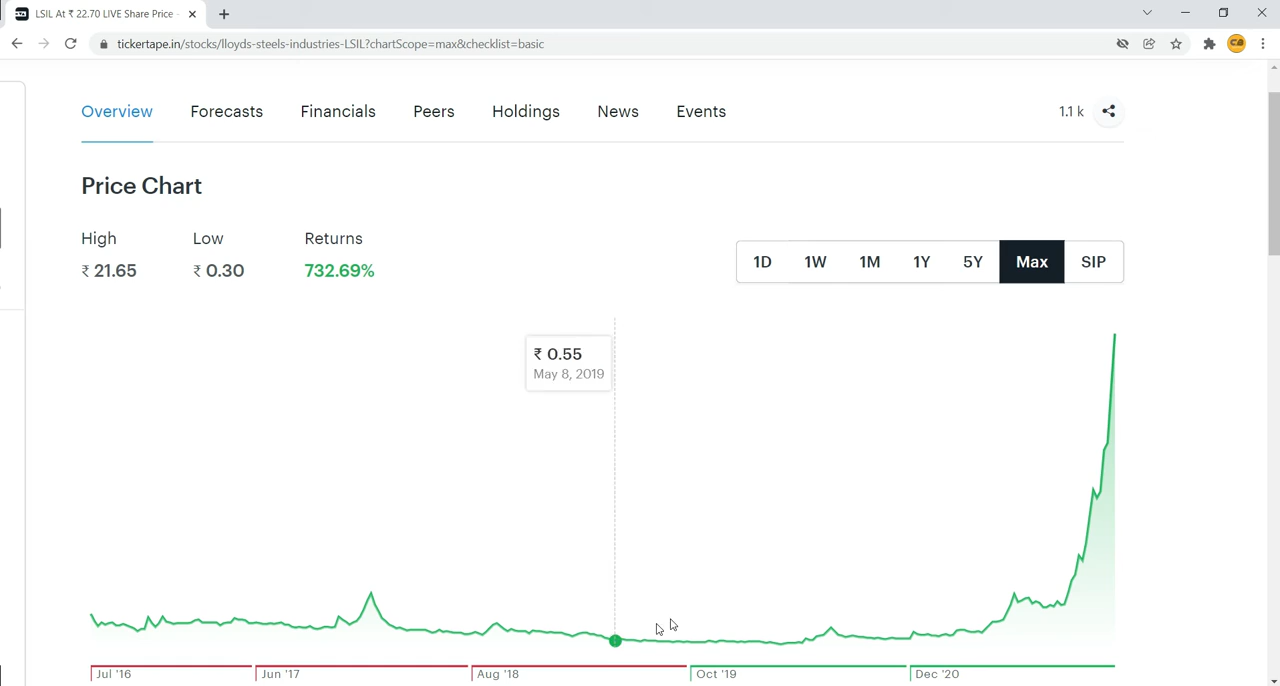 LSIL At ₹ 22.70 LIVE Share Price -
tickertape.in/stocks/lloyds-steels-industries-LSIL?chartScope=max&checklist=basic
Overview Forecasts Financials Peers Holdings News Events 1.1 k
Price Chart
High Low Returns
₹ 21.65 ₹ 0.30 732.69%
1D 1W 1M 1Y 5Y Max SIP
₹ 0.55
May 8, 2019
Jul '16 Jun '17 Aug '18 Oct '19 Dec '20